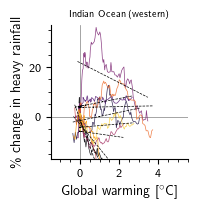 Indian Ocean (western)
% change in heavy rainfall
20
0
0
2
4
Global warming [°C]